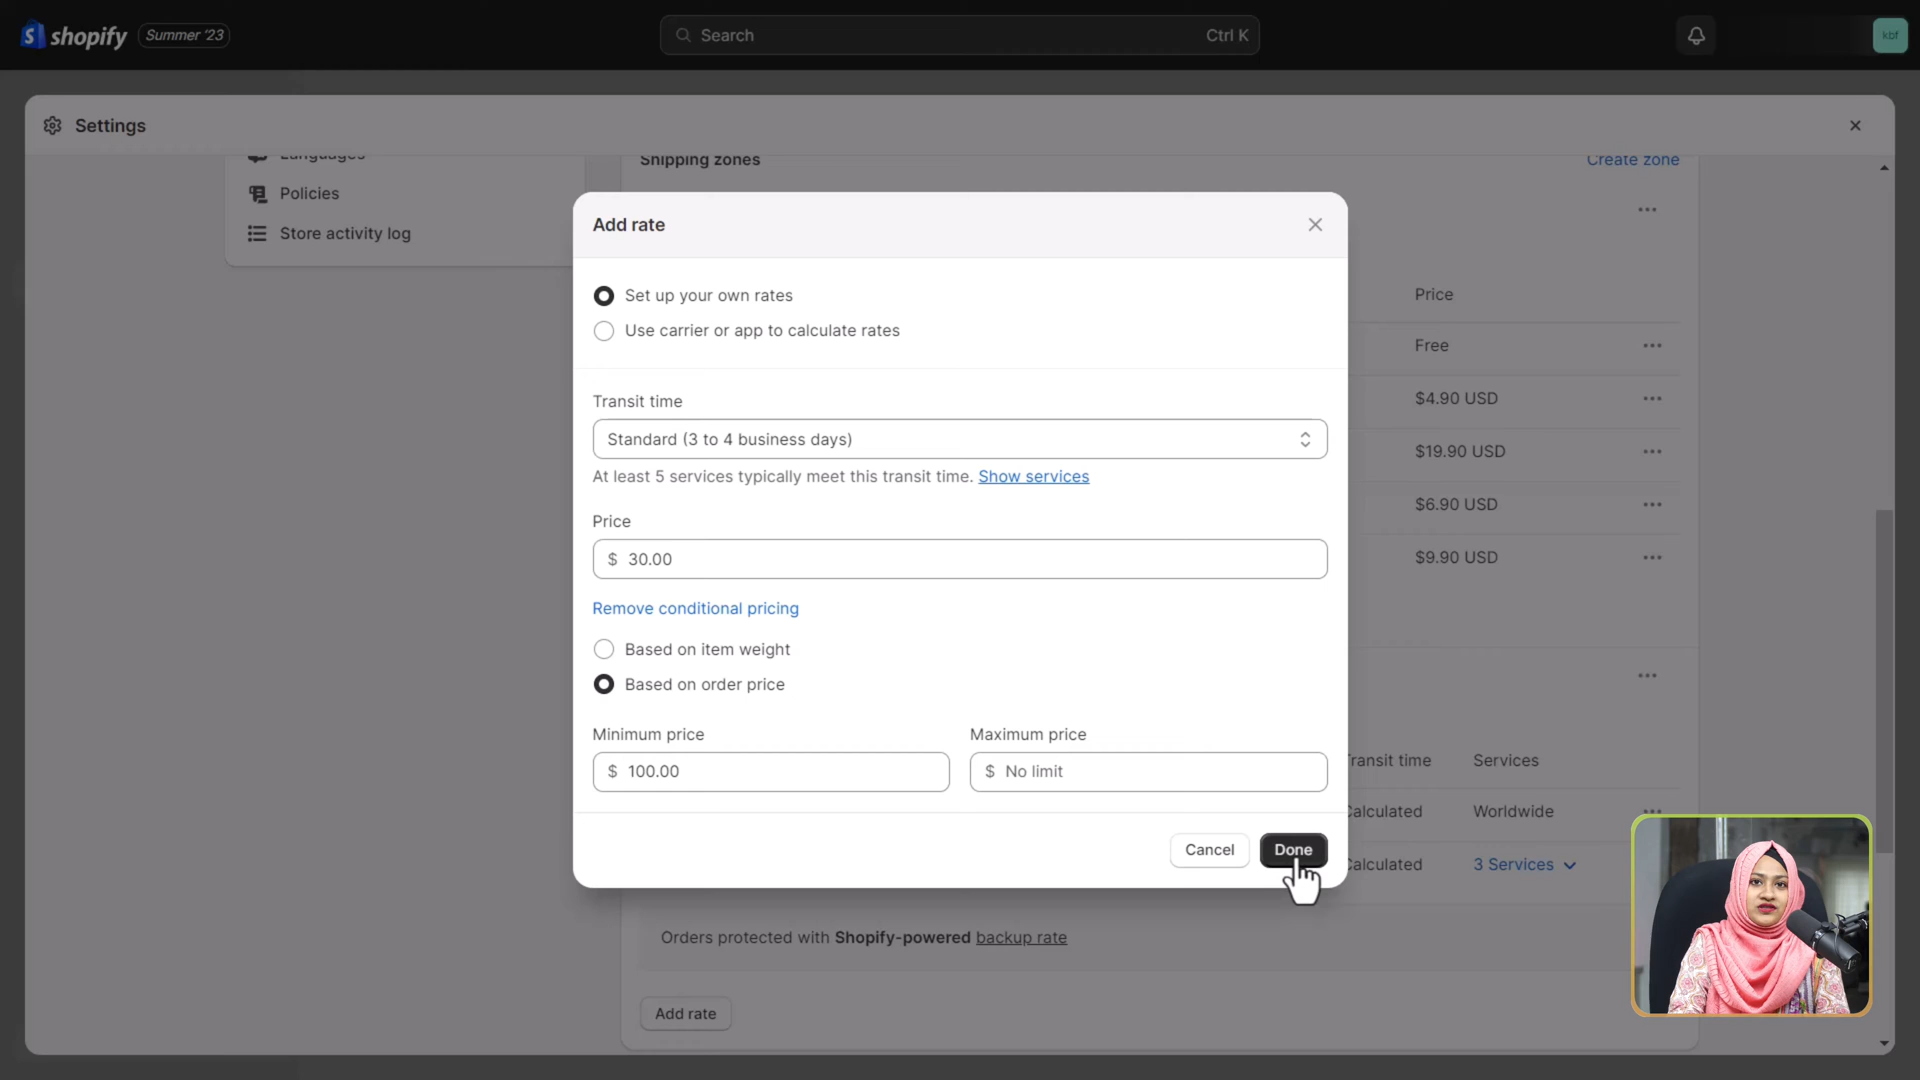 shopify Summer '23
Search Ctrl K
kbf
Settings
Languages
Policies
Store activity log
Shipping zones Create zone
Price
Free
$4.90 USD
$19.90 USD
$6.90 USD
$9.90 USD
Add rate
Set up your own rates
Use carrier or app to calculate rates
Transit time
Standard (3 to 4 business days)
At least 5 services typically meet this transit time. Show services
Price
$ 30.00
Remove conditional pricing
Based on item weight
Based on order price
Minimum price Maximum price
$ 100.00 $ No limit
Cancel Done
Transit time Services
Calculated Worldwide
Calculated 3 Services
Orders protected with Shopify-powered backup rate
Add rate